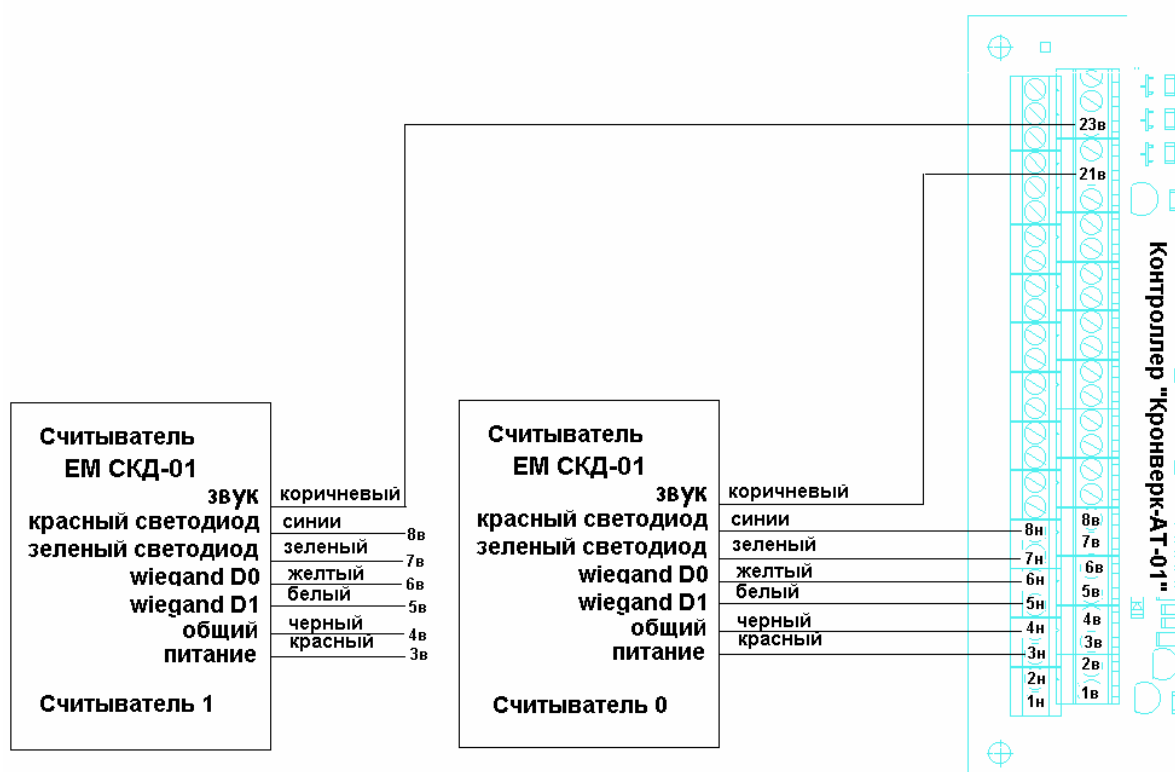 23в
21в
Контроллер "Кронверк-АТ-01"
Считыватель
ЕМ СКД-01
звук
коричневый
красный светодиод
синии
8в
зеленый светодиод
зеленый
7в
wiegand D0
желтый
6в
wiegand D1
белый
5в
общий
черный
4в
питание
красный
3в
Считыватель 1
Считыватель
ЕМ СКД-01
звук
коричневый
красный светодиод
синии
зеленый светодиод
зеленый
wiegand D0
желтый
wiegand D1
белый
общий
черный
питание
красный
Считыватель 0
8н
7н
6н
5н
4н
3н
2н
1н
8в
7в
6в
5в
4в
3в
2в
1в